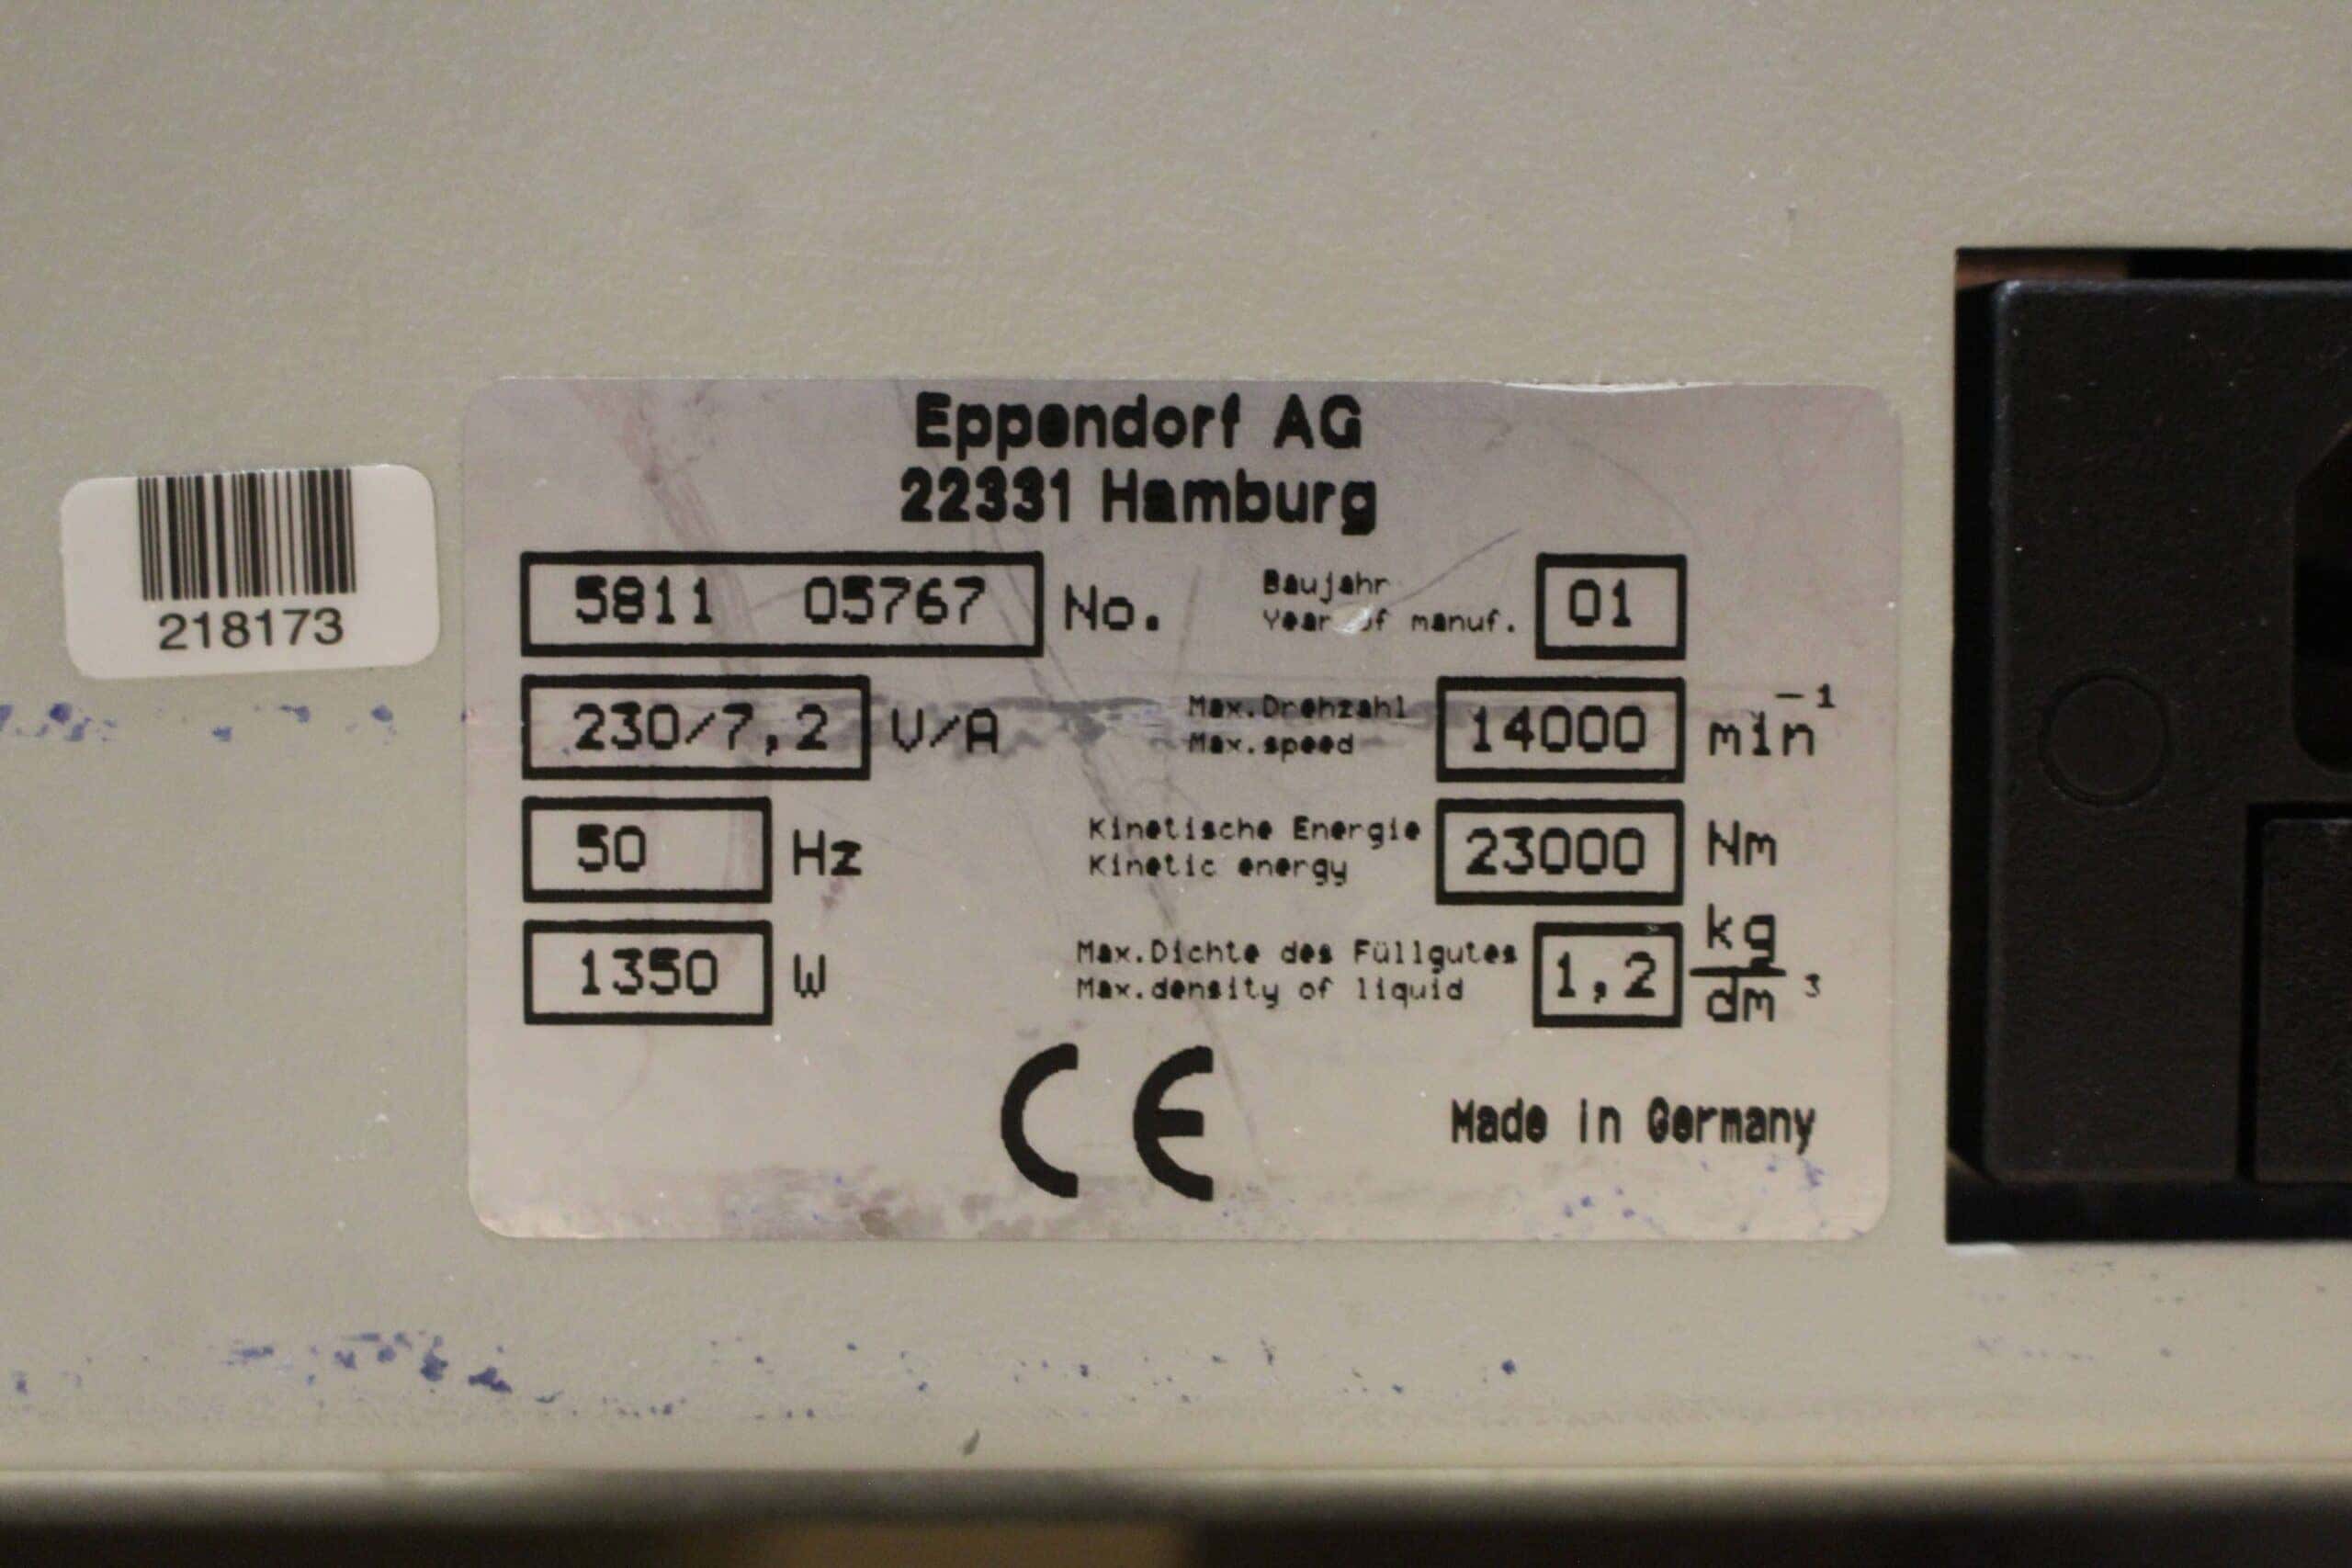 Eppendorf AG
22331 Hamburg
5811 05767 No.
Baujahr
Year of manuf.
01
230/7,2 V/A
Max.Drehzahl
Max.speed
14000 min⁻¹
50 Hz
Kinetische Energie
Kinetic energy
23000 Nm
1350 W
Max.Dichte des Füllgutes
Max.density of liquid
1,2 kg/dm³
CE
Made in Germany
218173